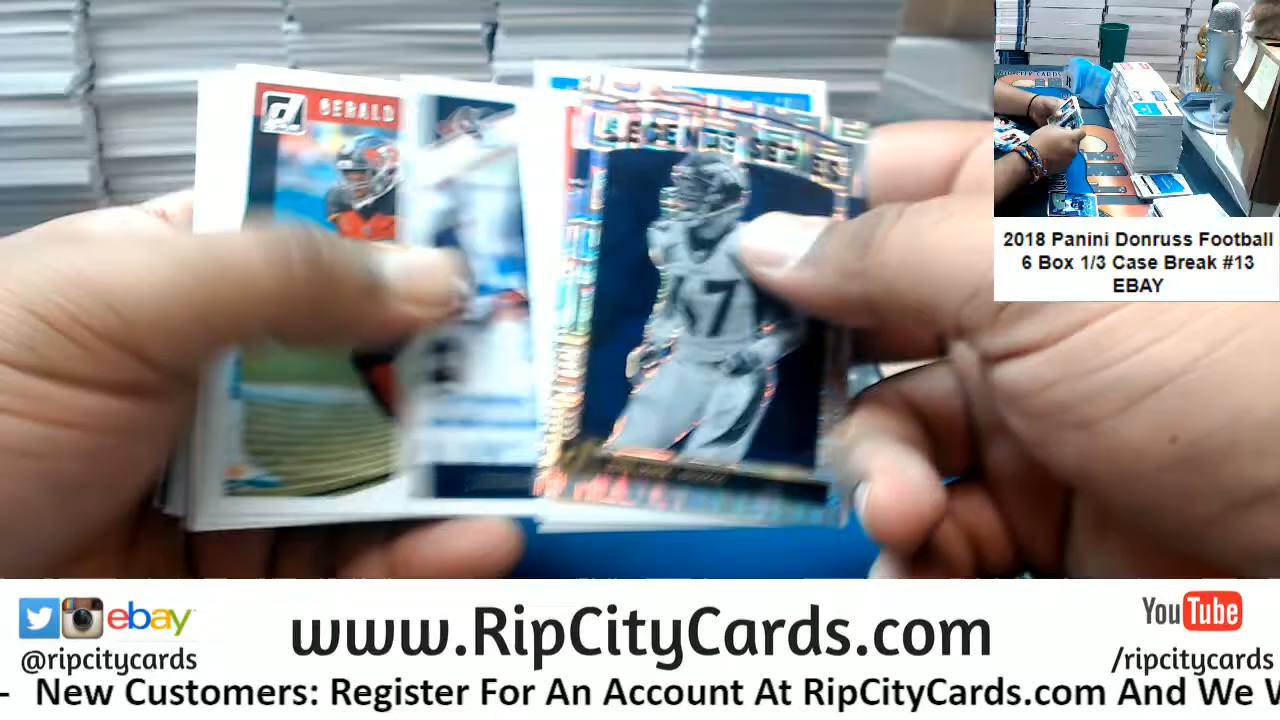 GERALD
LEGENDS SERIES
47
2018 Panini Donruss Football
6 Box 1/3 Case Break #13
EBAY
ebay
@ripcitycards
www.RipCityCards.com
YouTube
/ripcitycards
- New Customers: Register For An Account At RipCityCards.com And We W